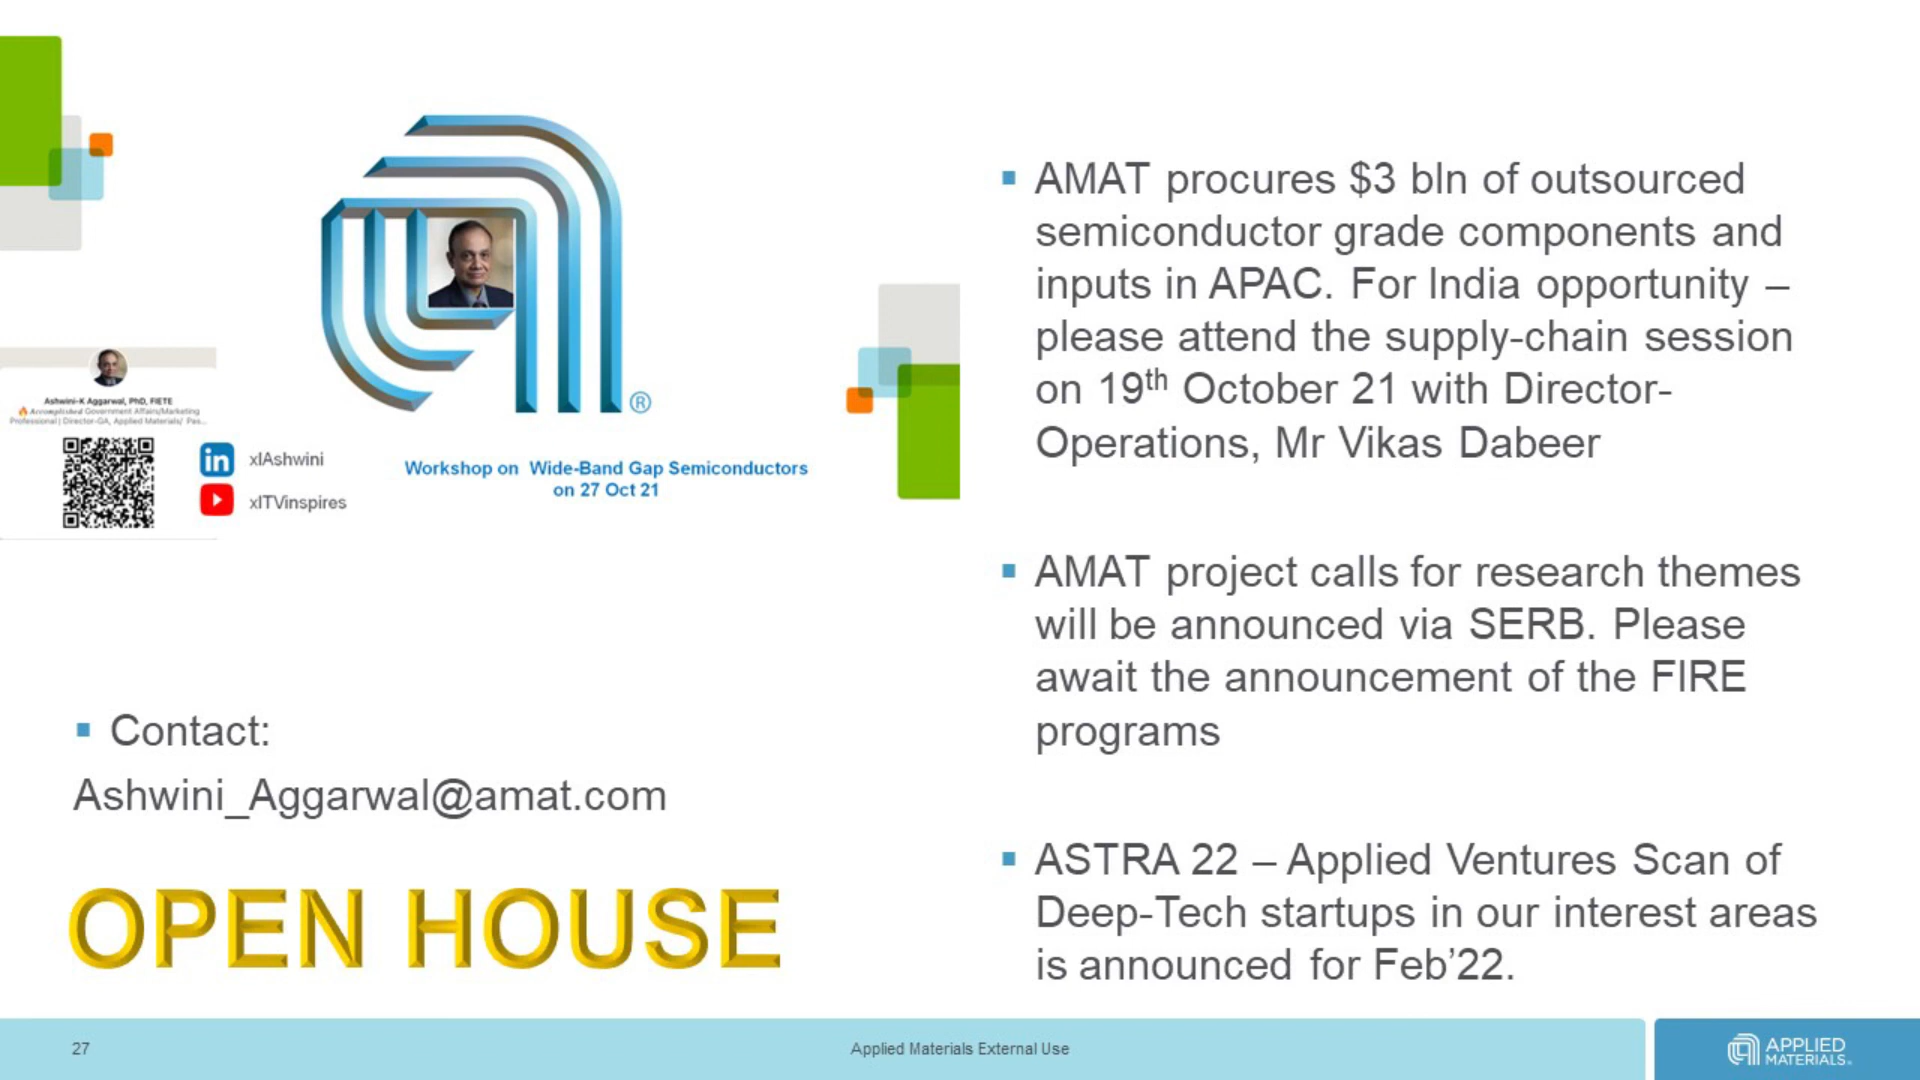 ®
Ashwini-K Aggarwal, PhD, FIETE
Accomplished Government Affairs/Marketing
Professional | Director-GA, Applied Materials/ Pas...
in xIAshwini
xITVinspires
Workshop on Wide-Band Gap Semiconductors
on 27 Oct 21
▪ Contact:
Ashwini_Aggarwal@amat.com
OPEN HOUSE
▪ AMAT procures $3 bln of outsourced
semiconductor grade components and
inputs in APAC. For India opportunity –
please attend the supply-chain session
on 19th October 21 with Director-
Operations, Mr Vikas Dabeer
▪ AMAT project calls for research themes
will be announced via SERB. Please
await the announcement of the FIRE
programs
▪ ASTRA 22 – Applied Ventures Scan of
Deep-Tech startups in our interest areas
is announced for Feb’22.
27
Applied Materials External Use
APPLIED
MATERIALS